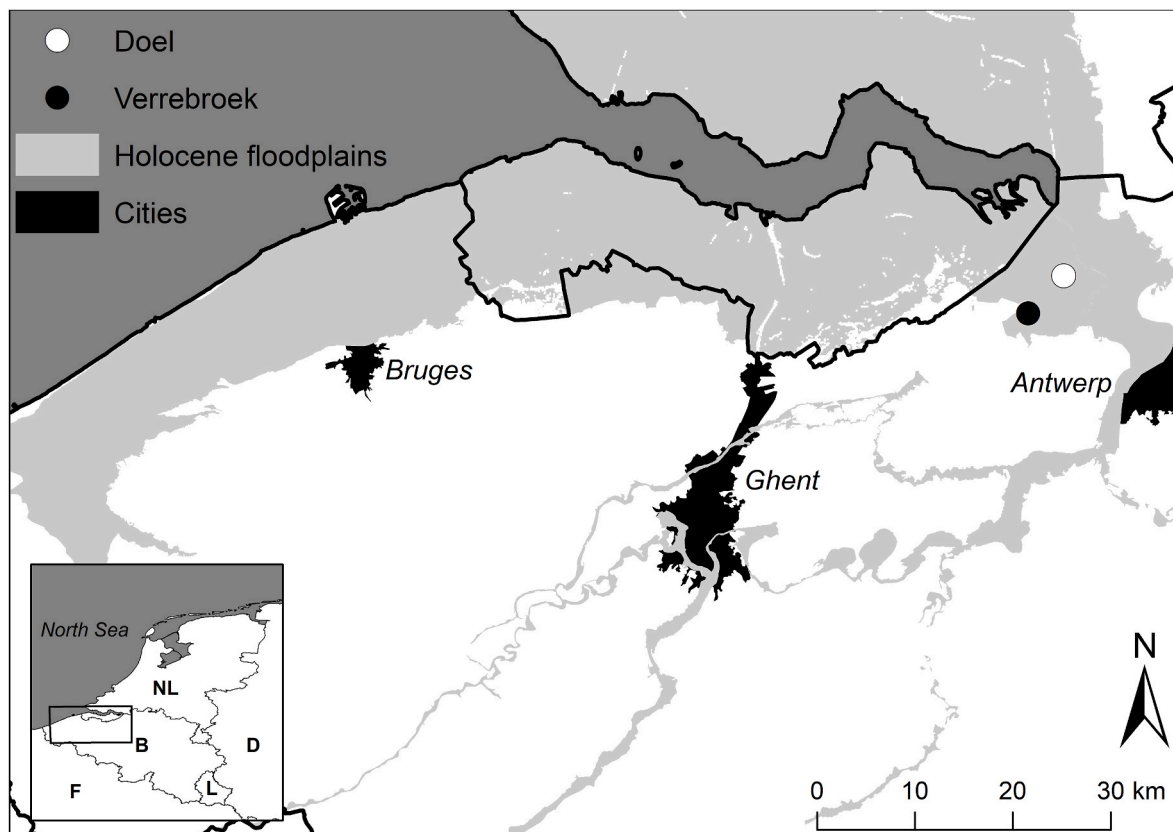 Doel
Verrebroek
Holocene floodplains
Cities
Bruges
Antwerp
Ghent
North Sea
NL
B
D
F
L
N
0 10 20 30 km